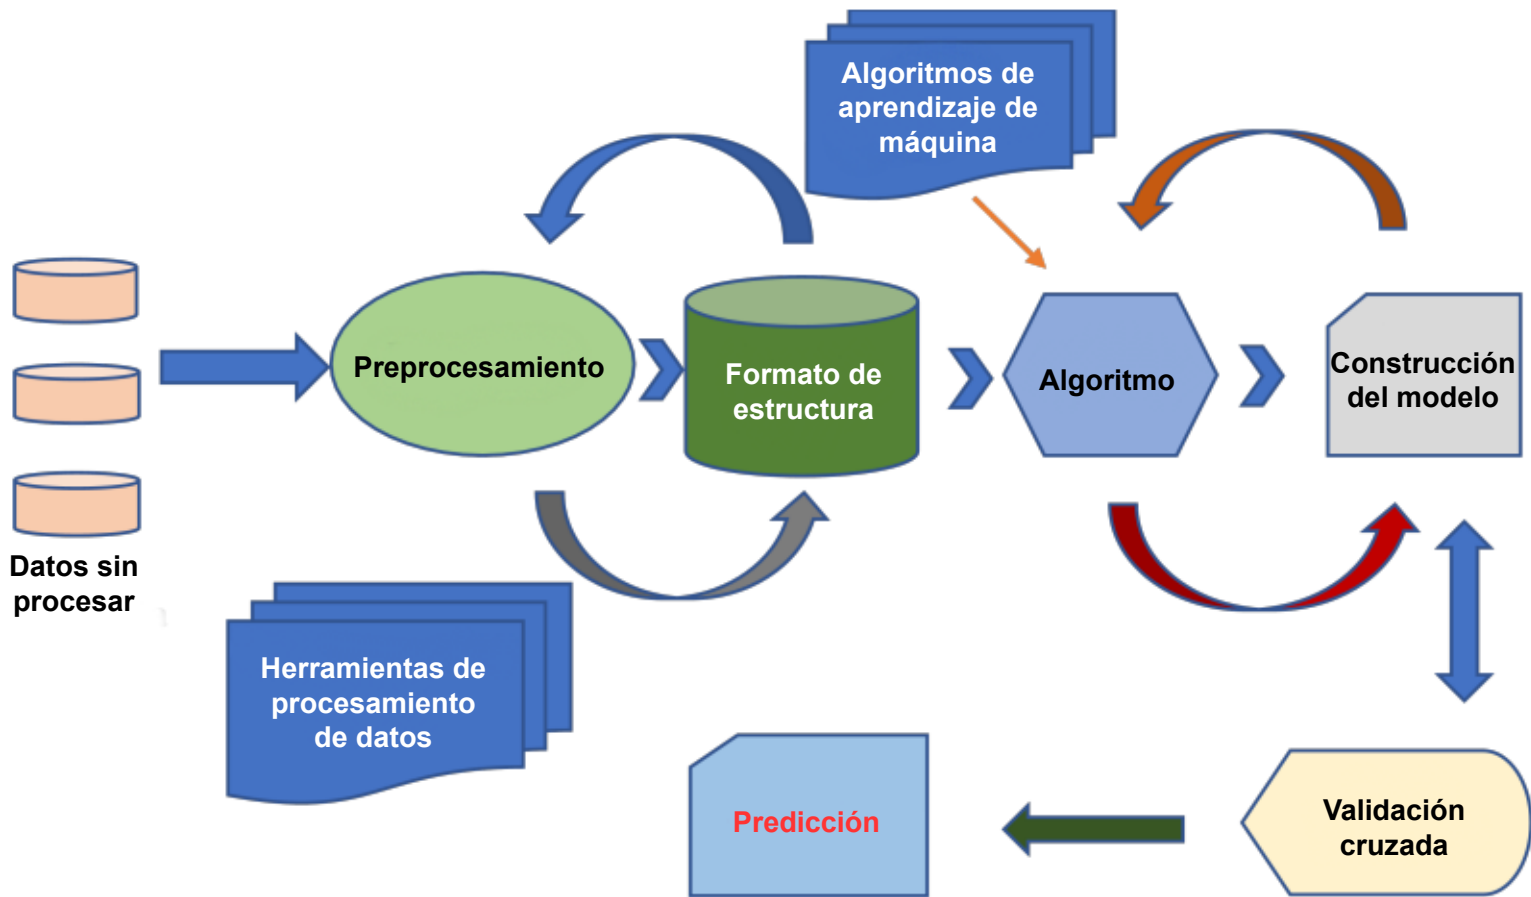 Algoritmos de
aprendizaje de
máquina
Preprocesamiento
Formato de
estructura
Algoritmo
Construcción
del modelo
Datos sin
procesar
Herramientas de
procesamiento
de datos
Predicción
Validación
cruzada